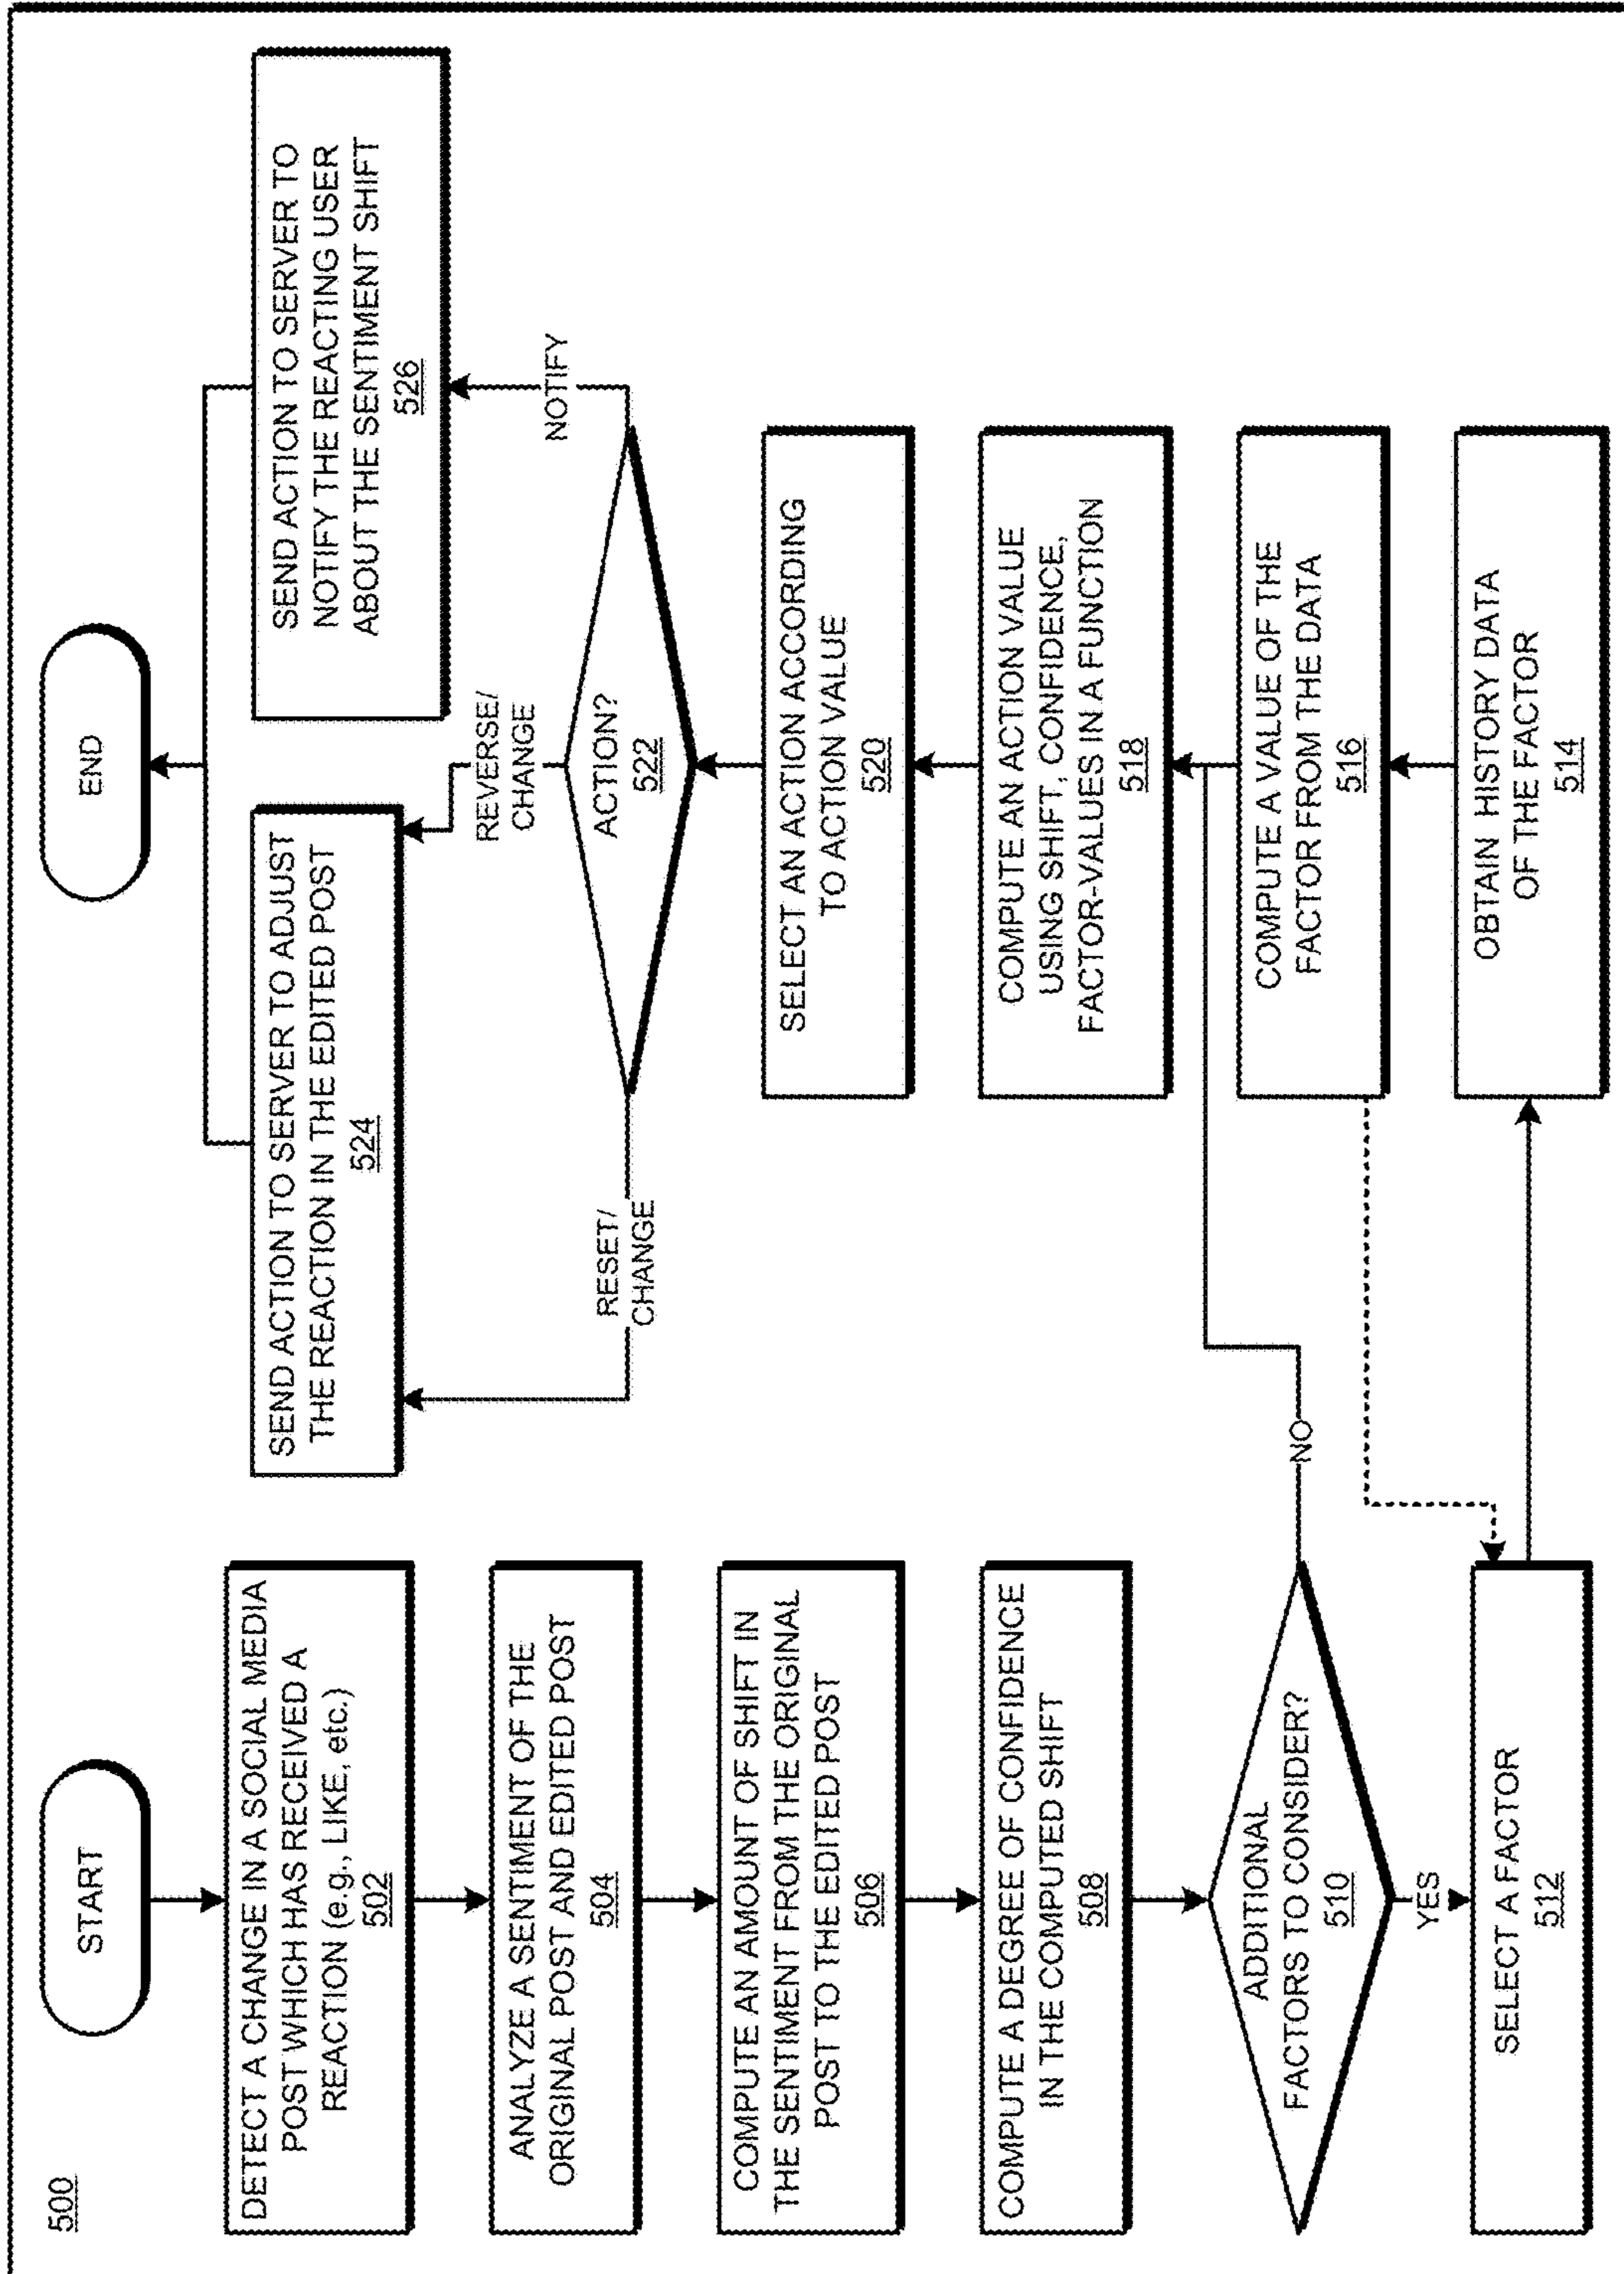 500
START
DETECT A CHANGE IN A SOCIAL MEDIA
POST WHICH HAS RECEIVED A
REACTION (e.g., LIKE, etc.)
502
ANALYZE A SENTIMENT OF THE
ORIGINAL POST AND EDITED POST
504
COMPUTE AN AMOUNT OF SHIFT IN
THE SENTIMENT FROM THE ORIGINAL
POST TO THE EDITED POST
506
COMPUTE A DEGREE OF CONFIDENCE
IN THE COMPUTED SHIFT
508
ADDITIONAL
FACTORS TO CONSIDER?
510
NO
YES
SELECT A FACTOR
512
OBTAIN HISTORY DATA
OF THE FACTOR
514
COMPUTE A VALUE OF THE
FACTOR FROM THE DATA
516
COMPUTE AN ACTION VALUE
USING SHIFT, CONFIDENCE,
FACTOR-VALUES IN A FUNCTION
518
SELECT AN ACTION ACCORDING
TO ACTION VALUE
520
ACTION?
522
RESET/
CHANGE
REVERSE/
CHANGE
NOTIFY
SEND ACTION TO SERVER TO ADJUST
THE REACTION IN THE EDITED POST
524
SEND ACTION TO SERVER TO
NOTIFY THE REACTING USER
ABOUT THE SENTIMENT SHIFT
526
END